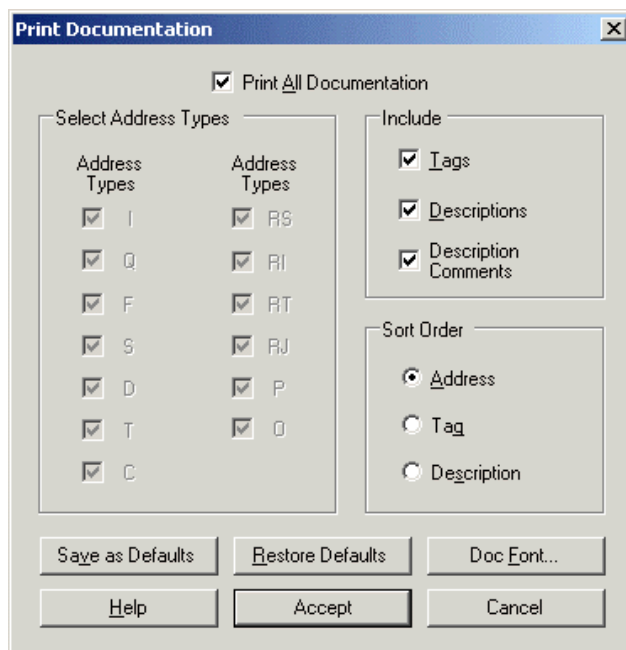 Print Documentation
Print All Documentation
Select Address Types
Address Types
Address Types
I
RS
Q
RI
F
RT
S
RJ
D
P
T
O
C
Include
Tags
Descriptions
Description Comments
Sort Order
Address
Tag
Description
Save as Defaults
Restore Defaults
Doc Font...
Help
Accept
Cancel